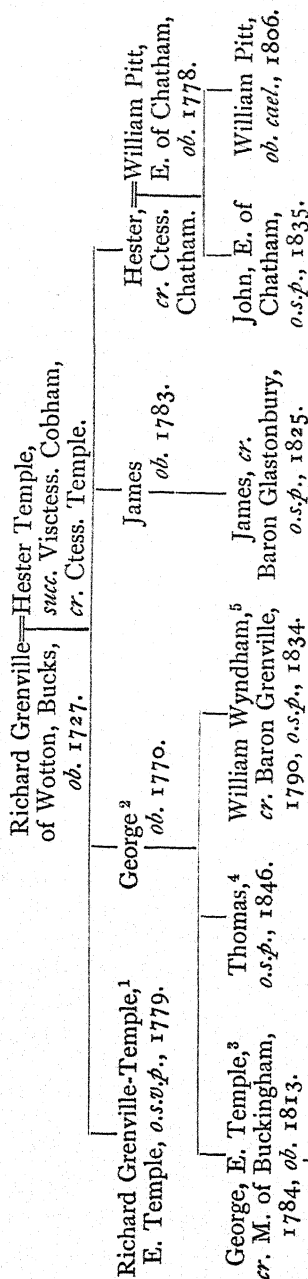 Richard Grenville=Hester Temple,
of Wotton, Bucks, succ. Visctess. Cobham,
ob. 1727. cr. Ctess. Temple.
Richard Grenville-Temple,¹
E. Temple, o.s.v.p., 1779.
George ²
ob. 1770.
James
ob. 1783.
Hester,=William Pitt,
cr. Ctess. E. of Chatham,
Chatham. ob. 1778.
George, E. Temple,³
cr. M. of Buckingham,
1784, ob. 1813.
Thomas,⁴
o.s.p., 1846.
William Wyndham,⁵
cr. Baron Grenville,
1790, o.s.p., 1834.
James, cr.
Baron Glastonbury,
o.s.p., 1825.
John, E. of
Chatham,
o.s.p., 1835.
William Pitt,
ob. cael., 1806.